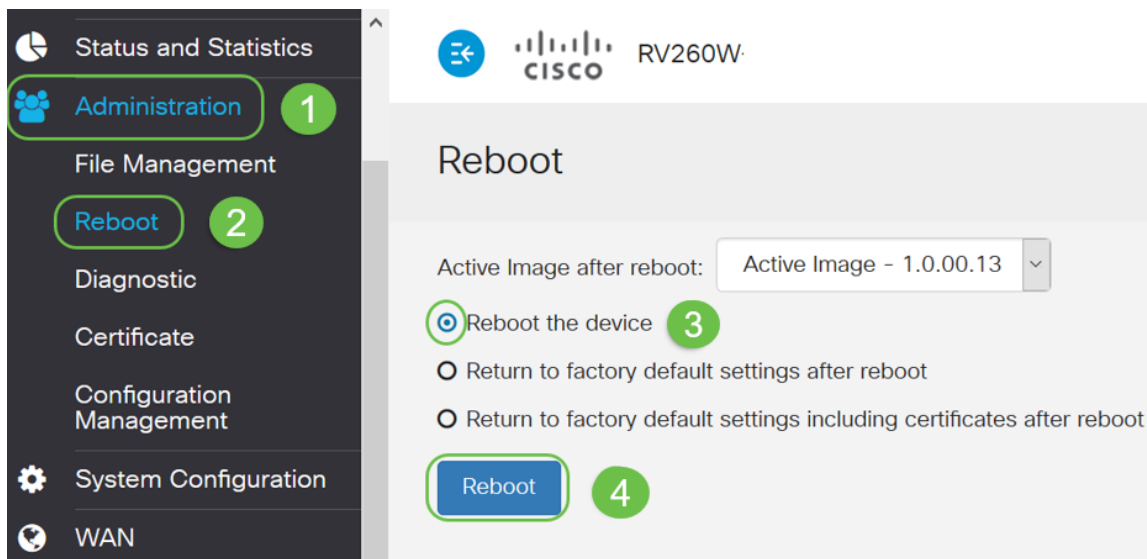 Status and Statistics
Administration
1
File Management
Reboot
2
Diagnostic
Certificate
Configuration
Management
System Configuration
WAN
CISCO
RV260W
Reboot
Active Image after reboot:
Active Image - 1.0.00.13
Reboot the device
3
Return to factory default settings after reboot
Return to factory default settings including certificates after reboot
Reboot
4